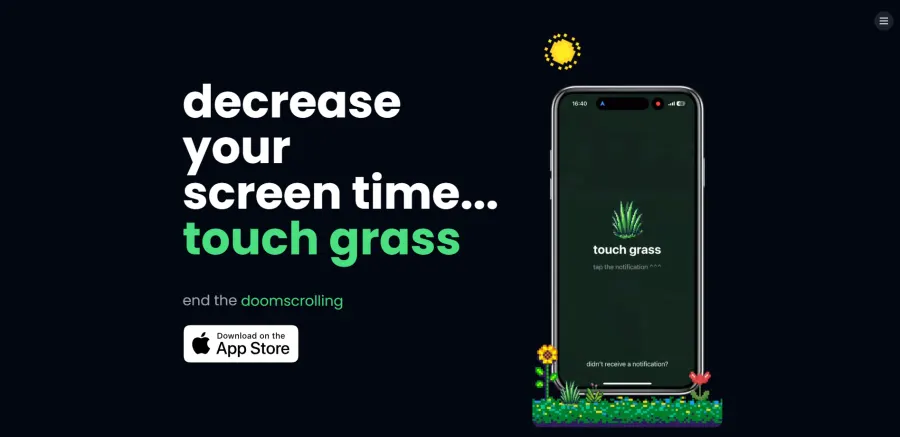 decrease
your
screen time...
touch grass
end the doomscrolling
Download on the
App Store
16:40
touch grass
tap the notification ^^^
didn't receive a notification?